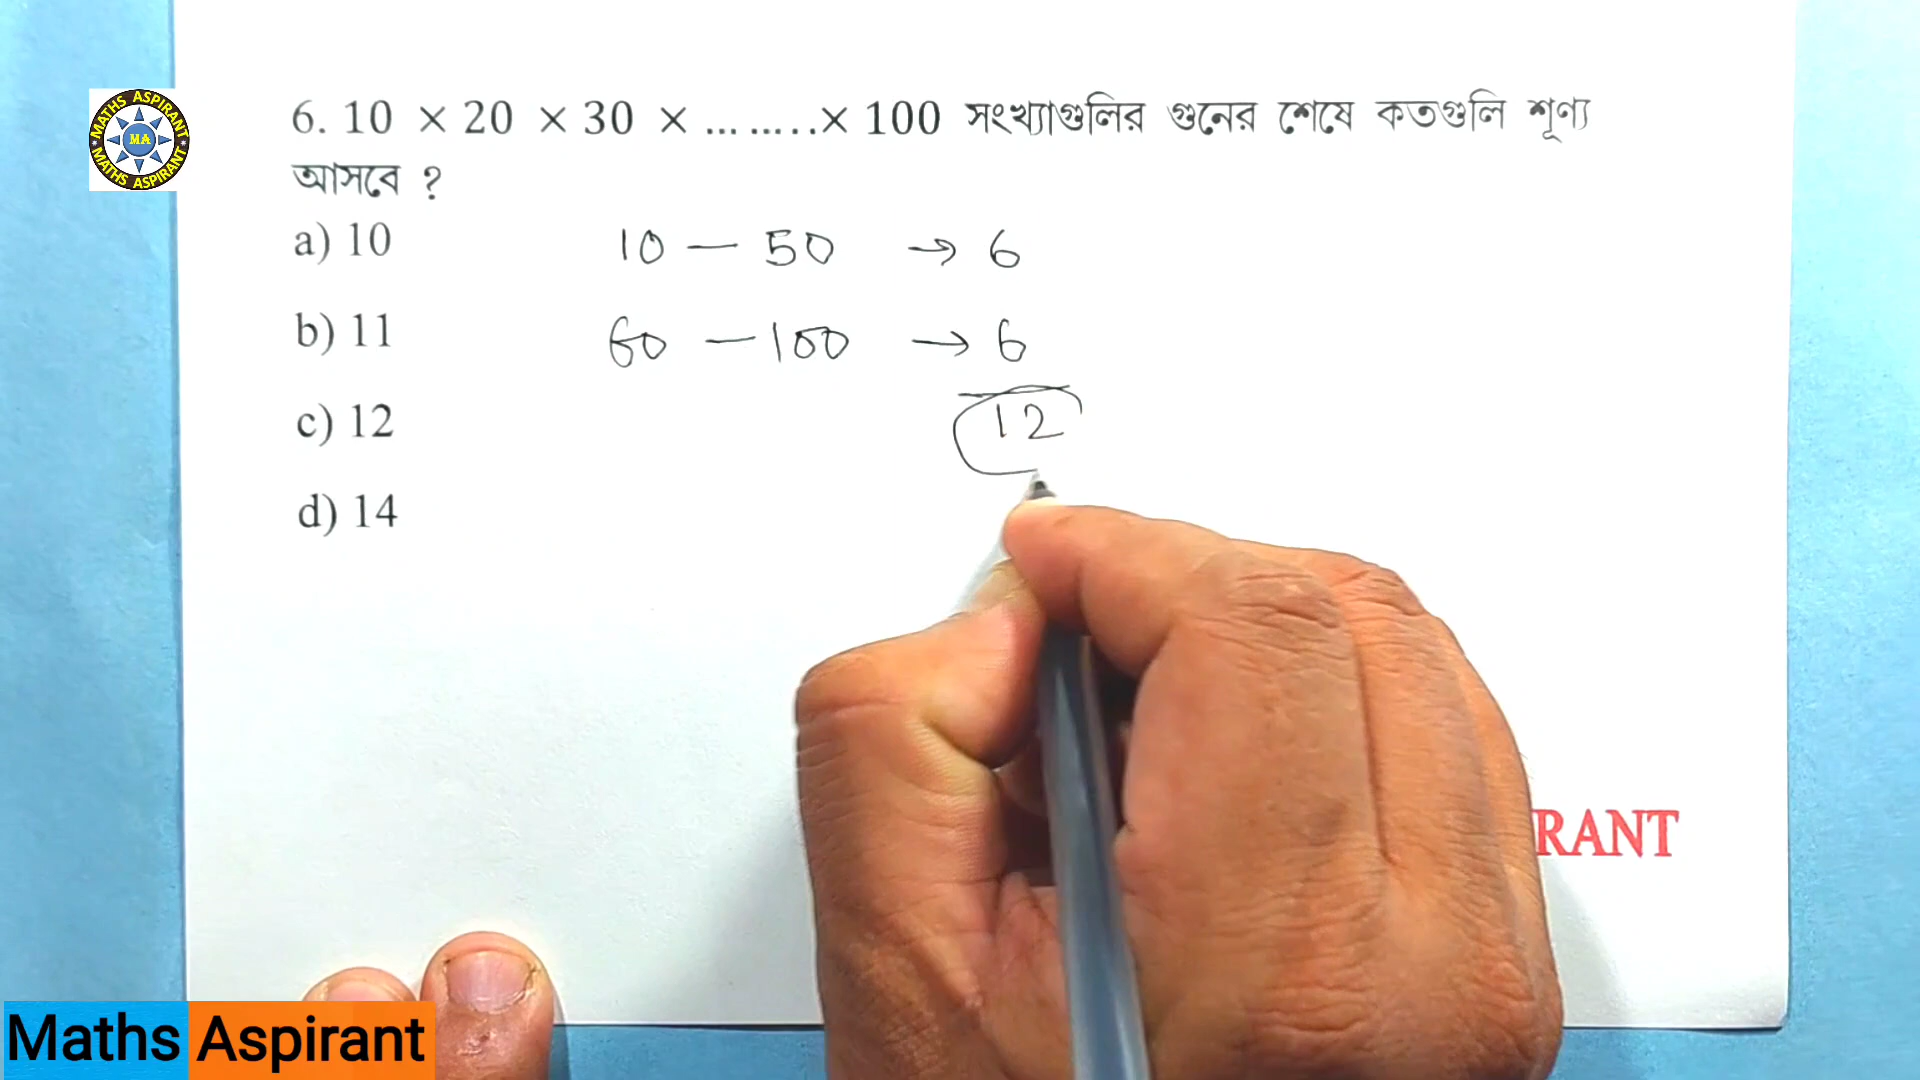 MATHS ASPIRANT
MA
MATHS ASPIRANT
6. 10 × 20 × 30 × ... ... ..× 100 সংখ্যাগুলির গুনের শেষে কতগুলি শূণ্য
আসবে ?
a) 10
10 — 50 → 6
b) 11
60 — 100 → 6
c) 12
12
d) 14
RANT
Maths Aspirant